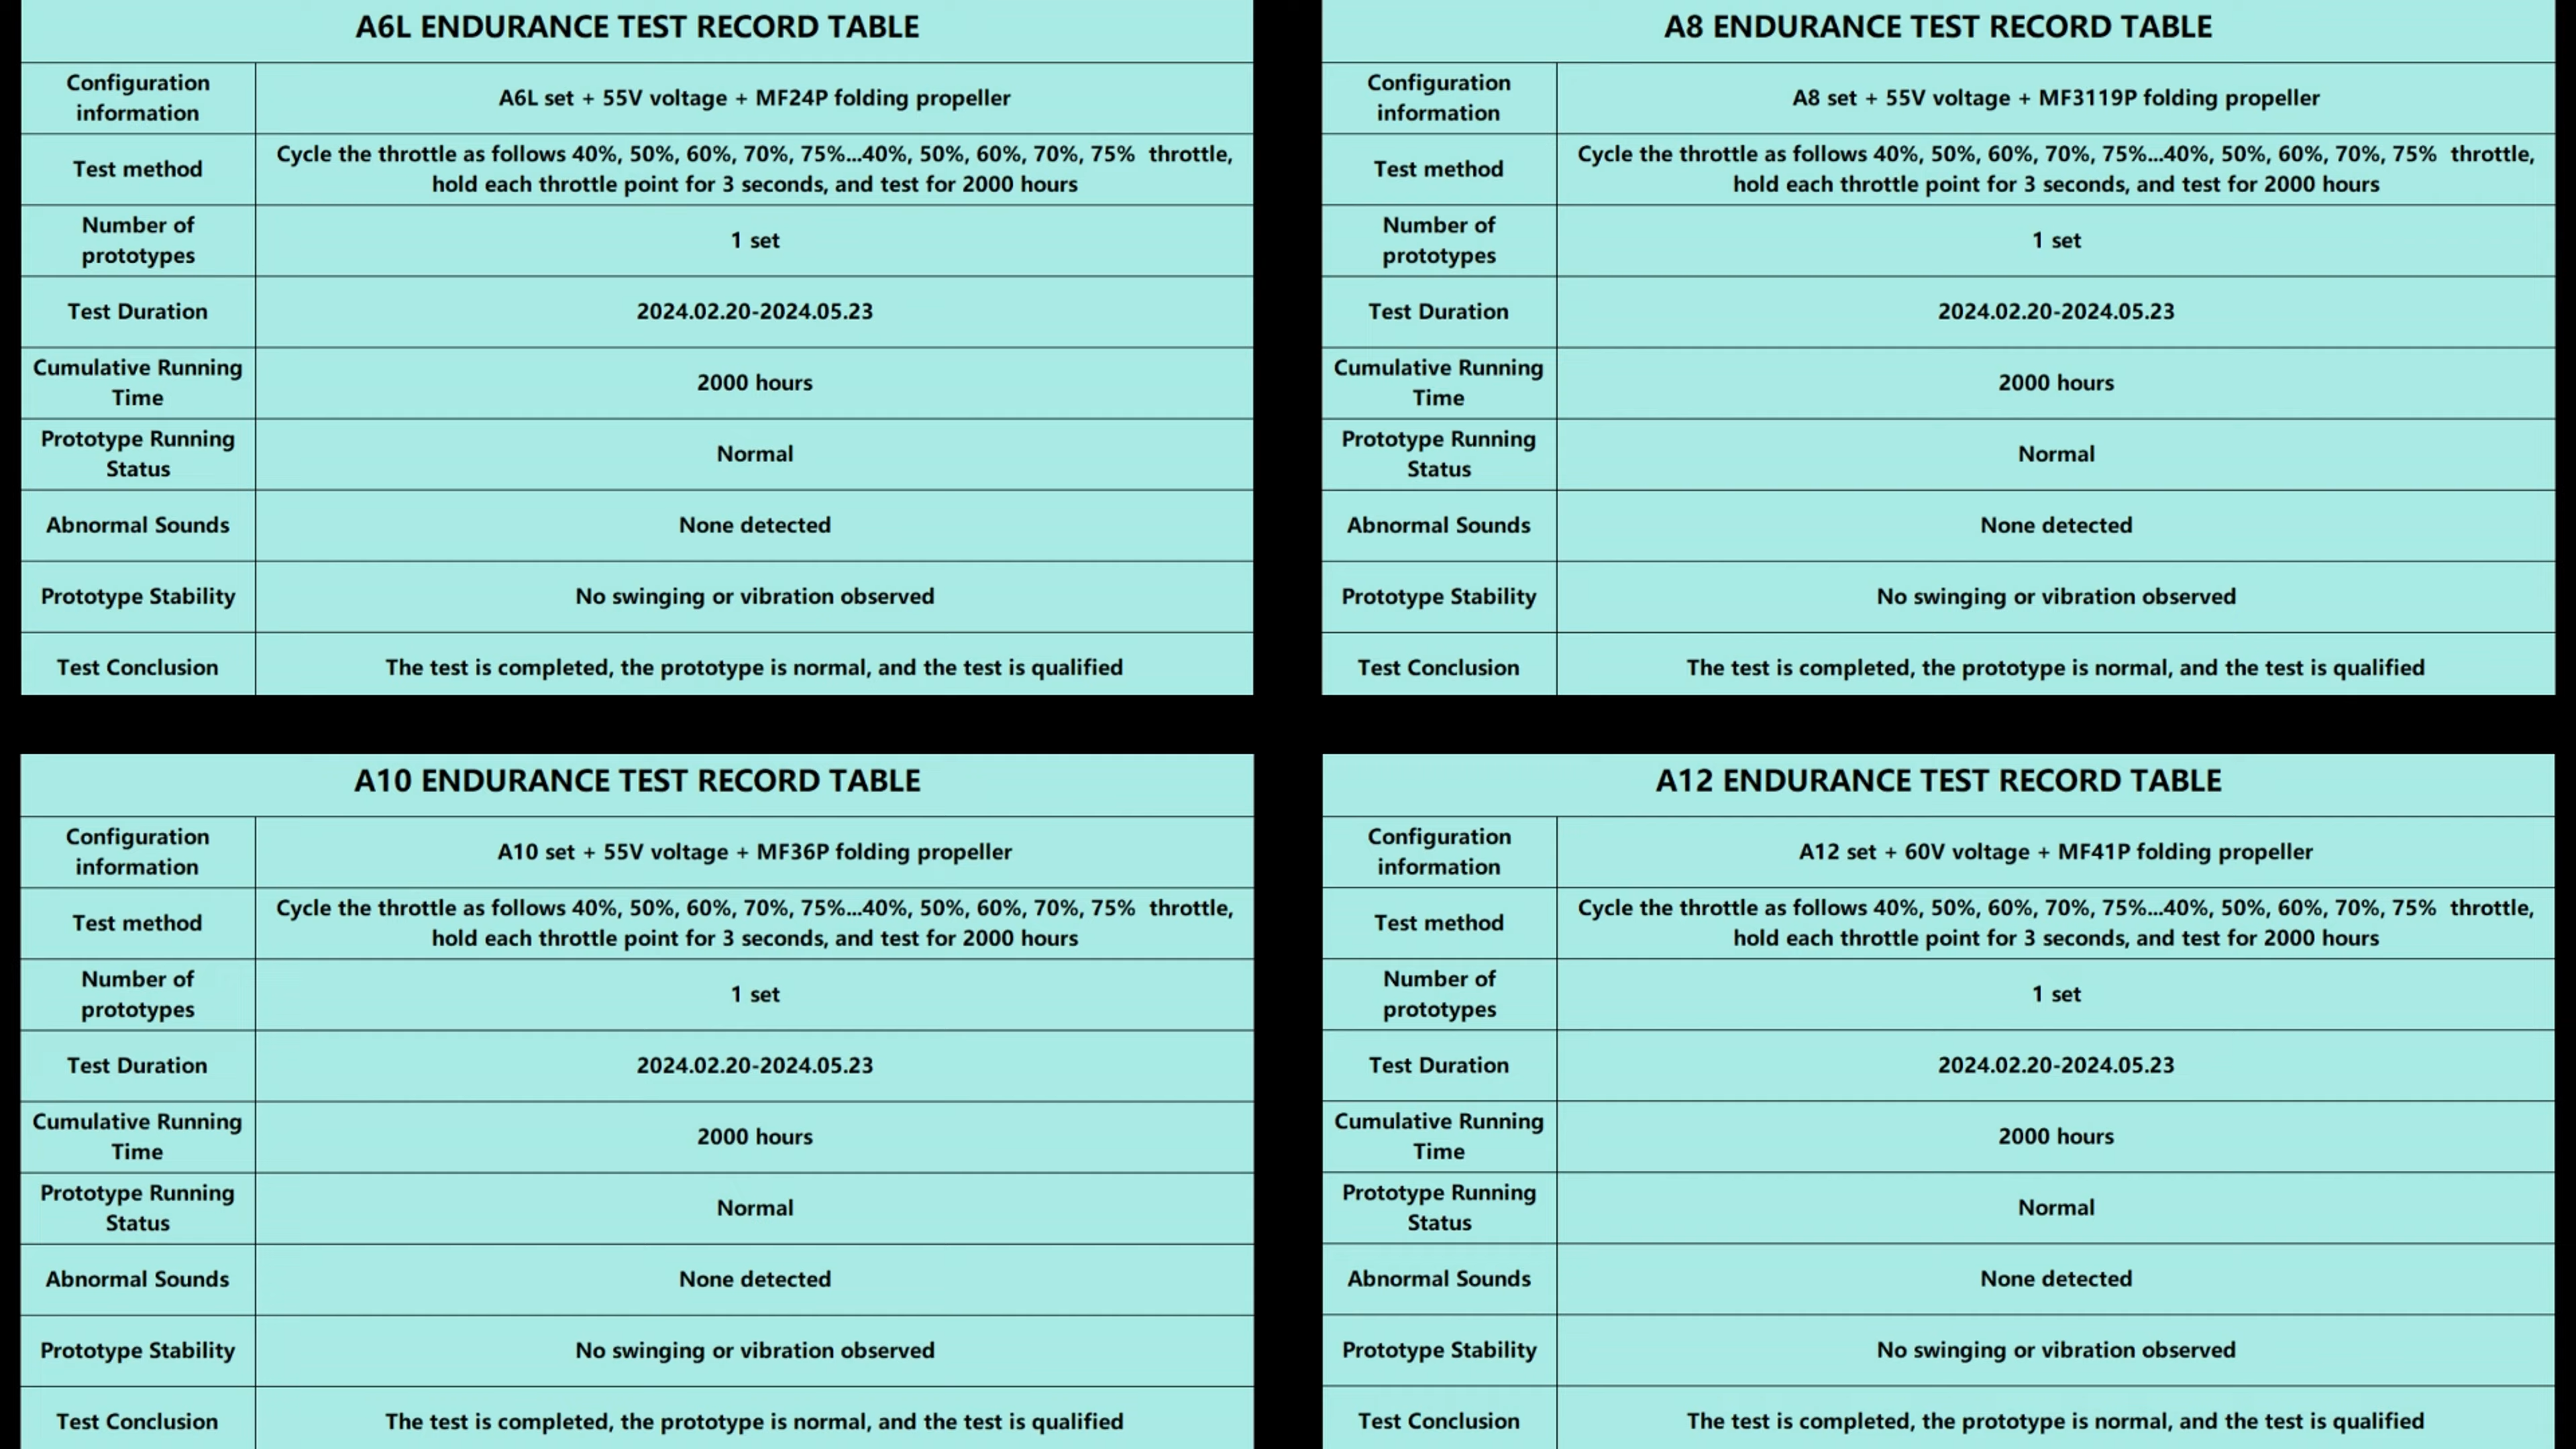 A6L ENDURANCE TEST RECORD TABLE
Configuration
information
A6L set + 55V voltage + MF24P folding propeller
Test method
Cycle the throttle as follows 40%, 50%, 60%, 70%, 75%...40%, 50%, 60%, 70%, 75% throttle,
hold each throttle point for 3 seconds, and test for 2000 hours
Number of
prototypes
1 set
Test Duration
2024.02.20-2024.05.23
Cumulative Running
Time
2000 hours
Prototype Running
Status
Normal
Abnormal Sounds
None detected
Prototype Stability
No swinging or vibration observed
Test Conclusion
The test is completed, the prototype is normal, and the test is qualified
A8 ENDURANCE TEST RECORD TABLE
Configuration
information
A8 set + 55V voltage + MF3119P folding propeller
Test method
Cycle the throttle as follows 40%, 50%, 60%, 70%, 75%...40%, 50%, 60%, 70%, 75% throttle,
hold each throttle point for 3 seconds, and test for 2000 hours
Number of
prototypes
1 set
Test Duration
2024.02.20-2024.05.23
Cumulative Running
Time
2000 hours
Prototype Running
Status
Normal
Abnormal Sounds
None detected
Prototype Stability
No swinging or vibration observed
Test Conclusion
The test is completed, the prototype is normal, and the test is qualified
A10 ENDURANCE TEST RECORD TABLE
Configuration
information
A10 set + 55V voltage + MF36P folding propeller
Test method
Cycle the throttle as follows 40%, 50%, 60%, 70%, 75%...40%, 50%, 60%, 70%, 75% throttle,
hold each throttle point for 3 seconds, and test for 2000 hours
Number of
prototypes
1 set
Test Duration
2024.02.20-2024.05.23
Cumulative Running
Time
2000 hours
Prototype Running
Status
Normal
Abnormal Sounds
None detected
Prototype Stability
No swinging or vibration observed
Test Conclusion
The test is completed, the prototype is normal, and the test is qualified
A12 ENDURANCE TEST RECORD TABLE
Configuration
information
A12 set + 60V voltage + MF41P folding propeller
Test method
Cycle the throttle as follows 40%, 50%, 60%, 70%, 75%...40%, 50%, 60%, 70%, 75% throttle,
hold each throttle point for 3 seconds, and test for 2000 hours
Number of
prototypes
1 set
Test Duration
2024.02.20-2024.05.23
Cumulative Running
Time
2000 hours
Prototype Running
Status
Normal
Abnormal Sounds
None detected
Prototype Stability
No swinging or vibration observed
Test Conclusion
The test is completed, the prototype is normal, and the test is qualified